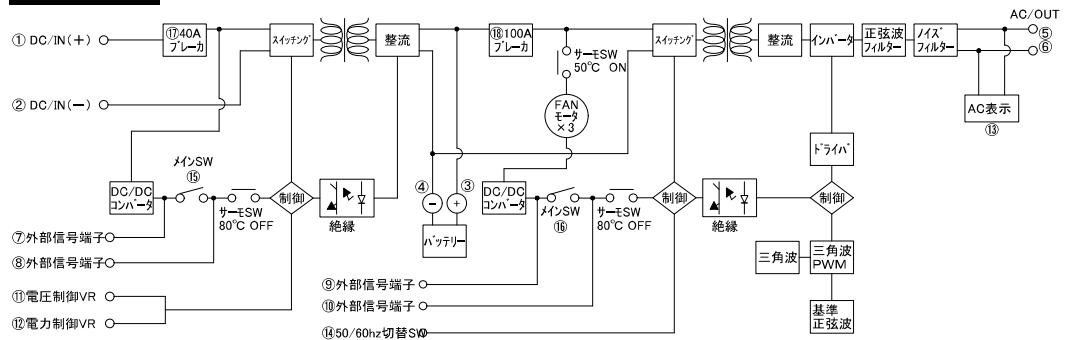 AC/OUT
① DC/IN(+)
⑰40A
ブレーカ
スイッチング
整流
⑱100A
ブレーカ
スイッチング
整流
インバータ
正弦波
フィルター
ノイズ
フィルター
⑤
⑥
サーモSW
50℃ ON
② DC/IN(ー)
FAN
モータ
×3
AC表示
⑬
ドライバ
メインSW
⑮
DC/DC
コンバータ
サーモSW
80℃ OFF
制御
絶縁
④
③
−
+
バッテリー
DC/DC
コンバータ
メインSW
⑯
サーモSW
80℃ OFF
制御
絶縁
制御
⑦外部信号端子
⑧外部信号端子
三角波
三角波
PWM
⑨外部信号端子
⑩外部信号端子
⑪電圧制御VR
⑫電力制御VR
基準
正弦波
⑭50/60hz切替SW